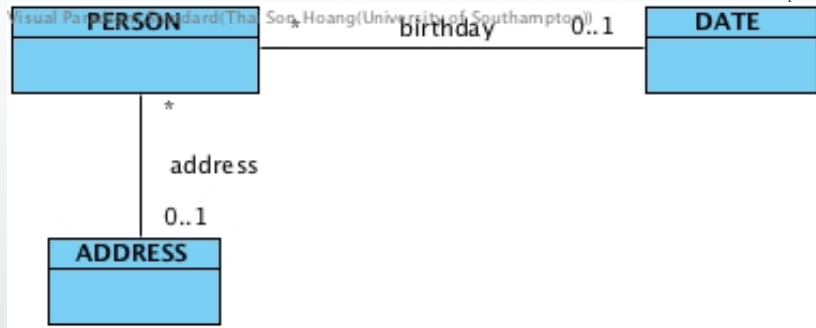 Visual Paradigm Standard(Thai Son Hoang(University of Southampton))
PERSON
* birthday 0..1
DATE
*
address
0..1
ADDRESS